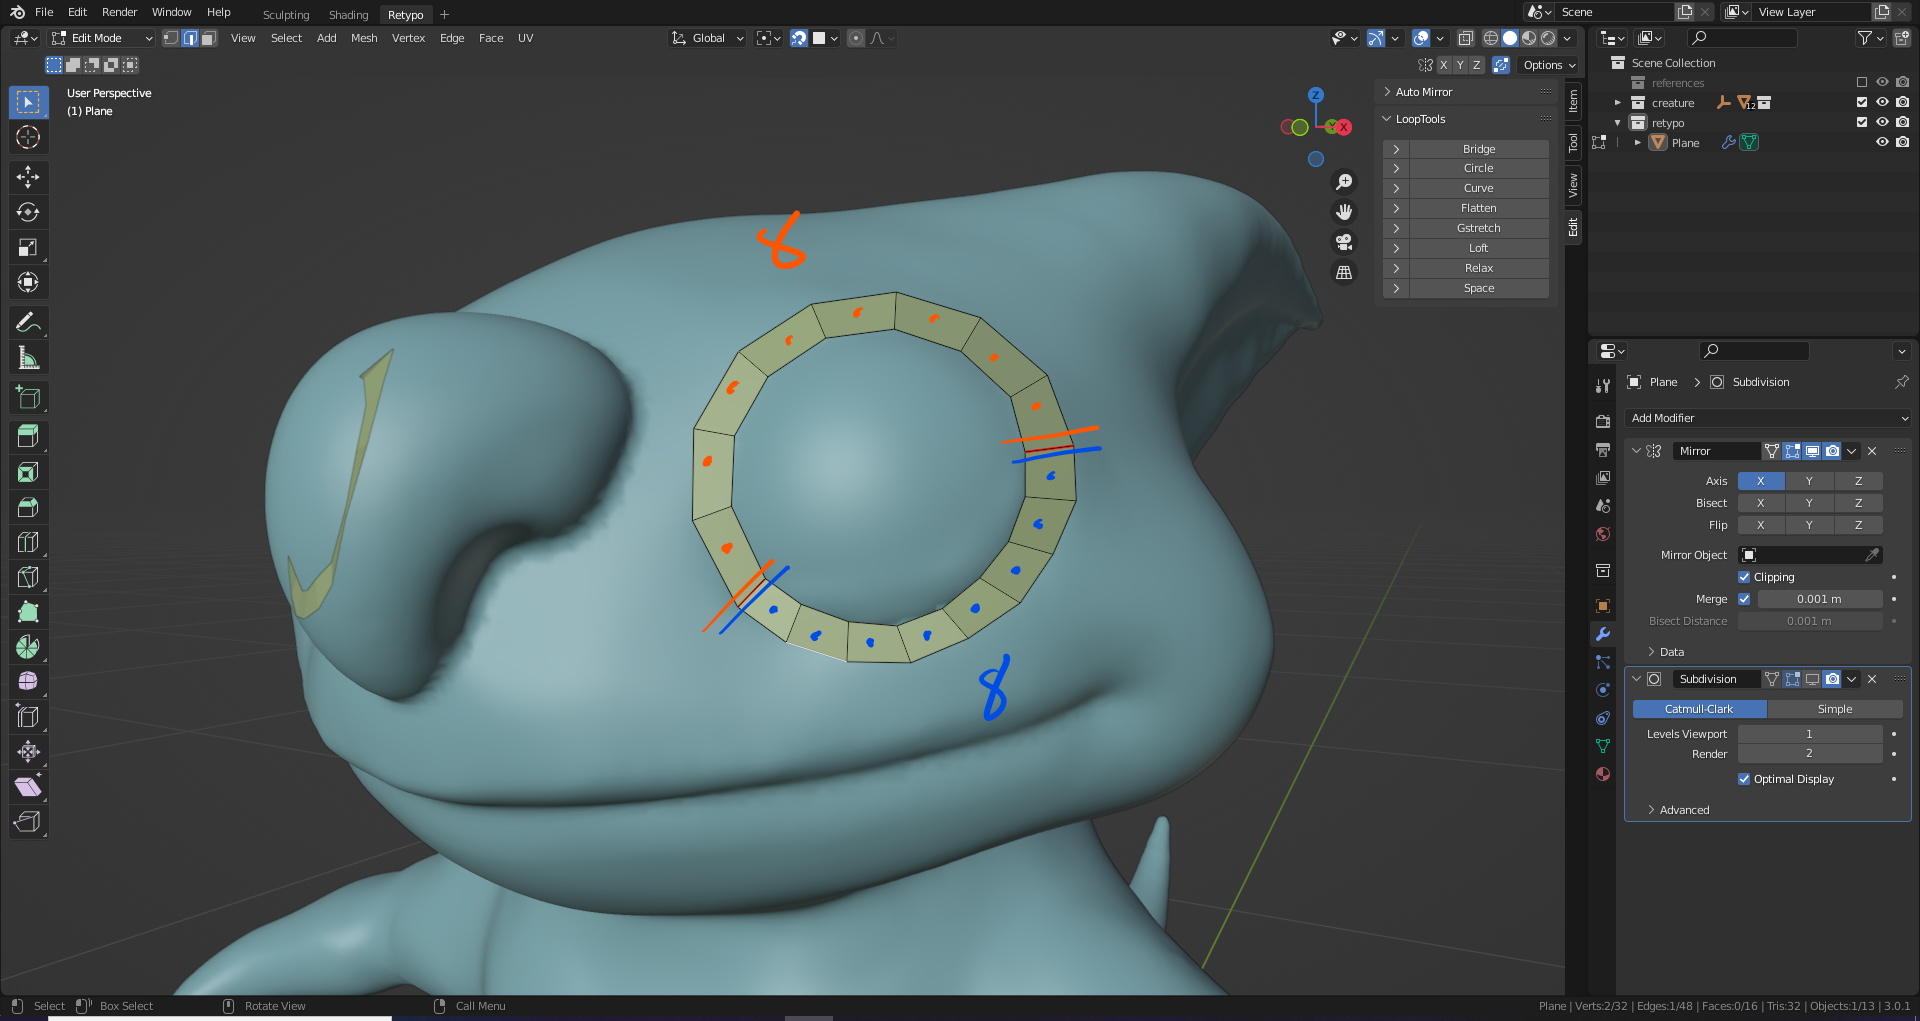 File Edit Render Window Help Sculpting Shading Retypo + Scene View Layer
Edit Mode View Select Add Mesh Vertex Edge Face UV Global
X Y Z Options
User Perspective
(1) Plane
8
8
Z
X
Auto Mirror
LoopTools
Bridge
Circle
Curve
Flatten
Gstretch
Loft
Relax
Space
Item
Tool
View
Edit
Scene Collection
references
creature 12
retypo
Plane
Plane > Subdivision
Add Modifier
Mirror
Axis X Y Z
Bisect X Y Z
Flip X Y Z
Mirror Object
Clipping
Merge 0.001 m
Bisect Distance 0.001 m
Data
Subdivision
Catmull-Clark Simple
Levels Viewport 1
Render 2
Optimal Display
Advanced
Select Box Select Rotate View Call Menu Plane | Verts:2/32 | Edges:1/48 | Faces:0/16 | Tris:32 | Objects:1/13 | 3.0.1